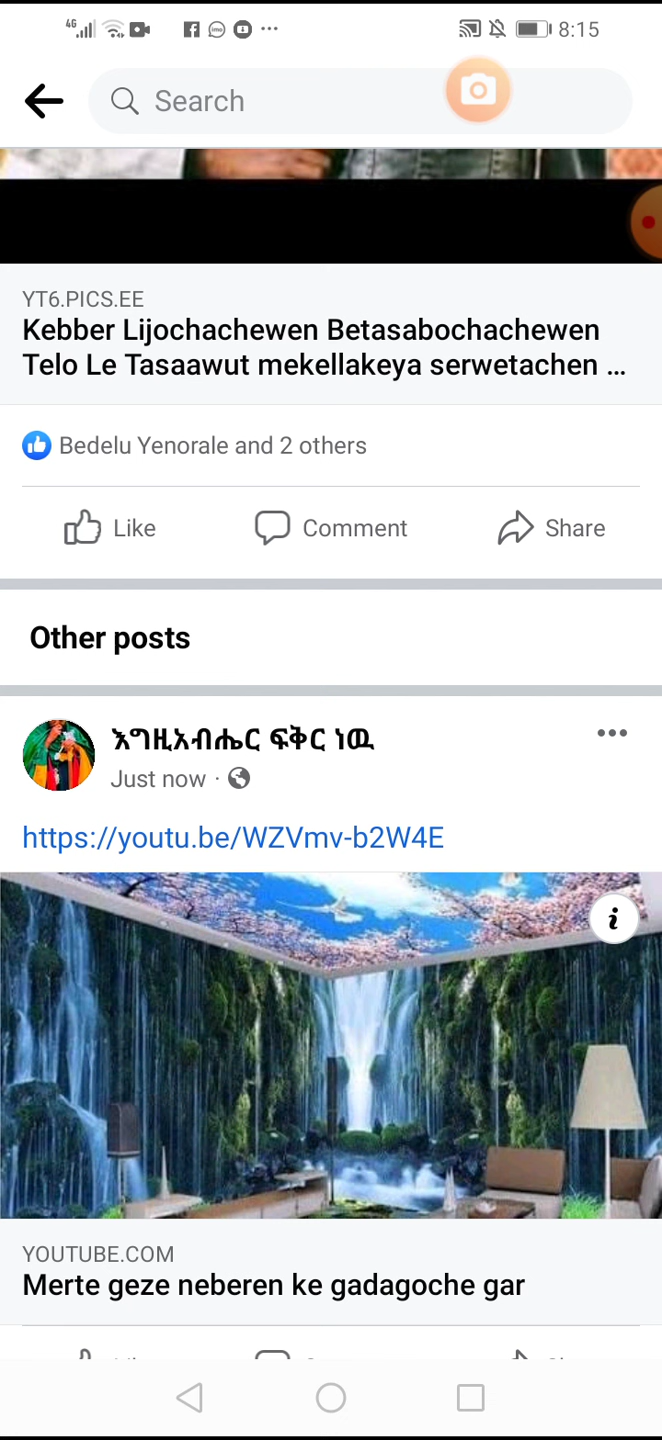 4G
8:15
Search
YT6.PICS.EE
Kebber Lijochachewen Betasabochachewen
Telo Le Tasaawut mekellakeya serwetachen ...
Bedelu Yenorale and 2 others
Like Comment Share
Other posts
እግዚአብሔር ፍቅር ነዉ
Just now ·
https://youtu.be/WZVmv-b2W4E
YOUTUBE.COM
Merte geze neberen ke gadagoche gar